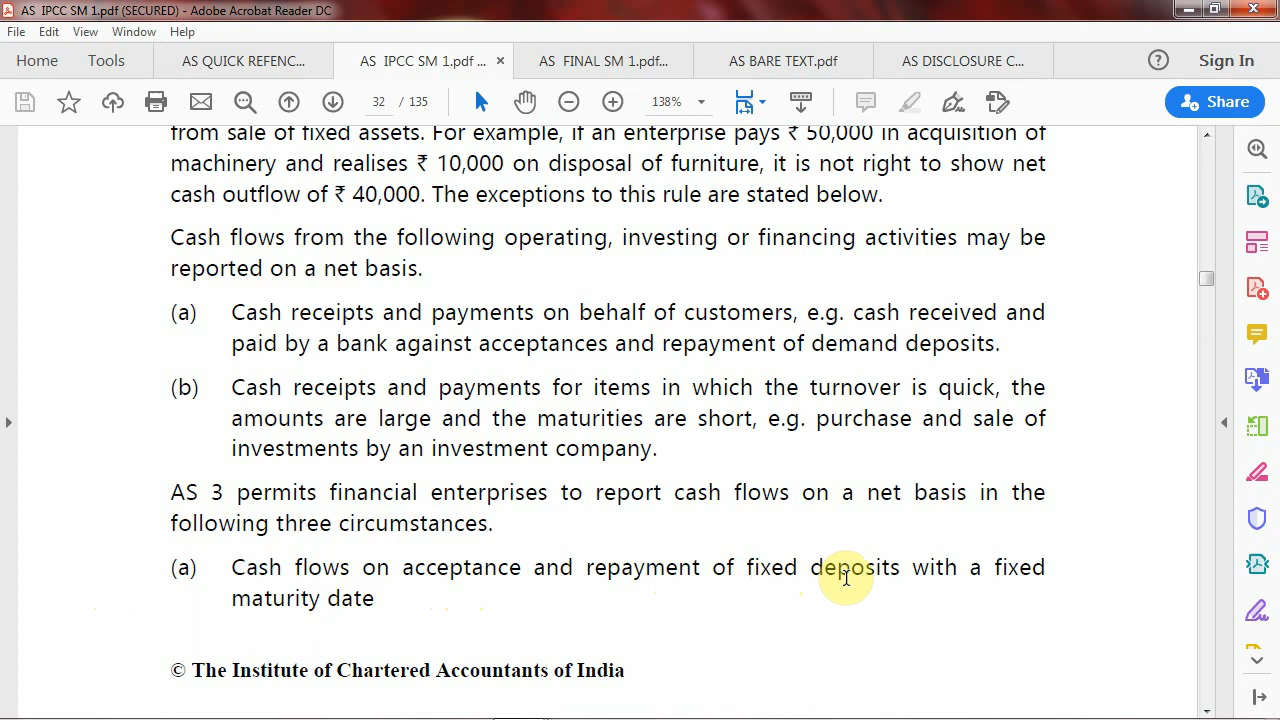 AS IPCC SM 1.pdf (SECURED) - Adobe Acrobat Reader DC
File Edit View Window Help
Home Tools AS QUICK REFENC... AS IPCC SM 1.pdf ... × AS FINAL SM 1.pdf... AS BARE TEXT.pdf AS DISCLOSURE C... Sign In
32 / 135 138% Share
from sale of fixed assets. For example, if an enterprise pays ₹ 50,000 in acquisition of
machinery and realises ₹ 10,000 on disposal of furniture, it is not right to show net
cash outflow of ₹ 40,000. The exceptions to this rule are stated below.
Cash flows from the following operating, investing or financing activities may be
reported on a net basis.
(a) Cash receipts and payments on behalf of customers, e.g. cash received and
paid by a bank against acceptances and repayment of demand deposits.
(b) Cash receipts and payments for items in which the turnover is quick, the
amounts are large and the maturities are short, e.g. purchase and sale of
investments by an investment company.
AS 3 permits financial enterprises to report cash flows on a net basis in the
following three circumstances.
(a) Cash flows on acceptance and repayment of fixed deposits with a fixed
maturity date
© The Institute of Chartered Accountants of India